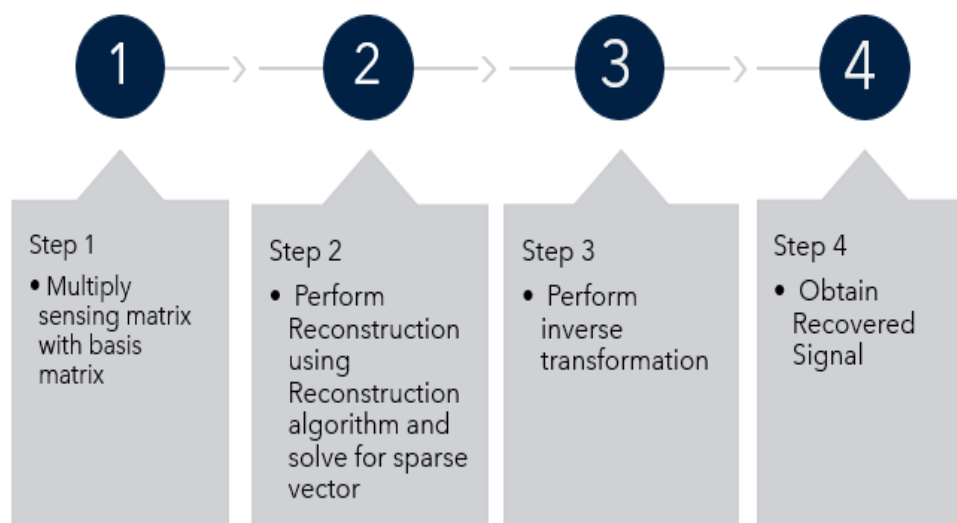 1
2
3
4
Step 1
• Multiply
sensing matrix
with basis
matrix
Step 2
• Perform
Reconstruction
using
Reconstruction
algorithm and
solve for sparse
vector
Step 3
• Perform
inverse
transformation
Step 4
• Obtain
Recovered
Signal